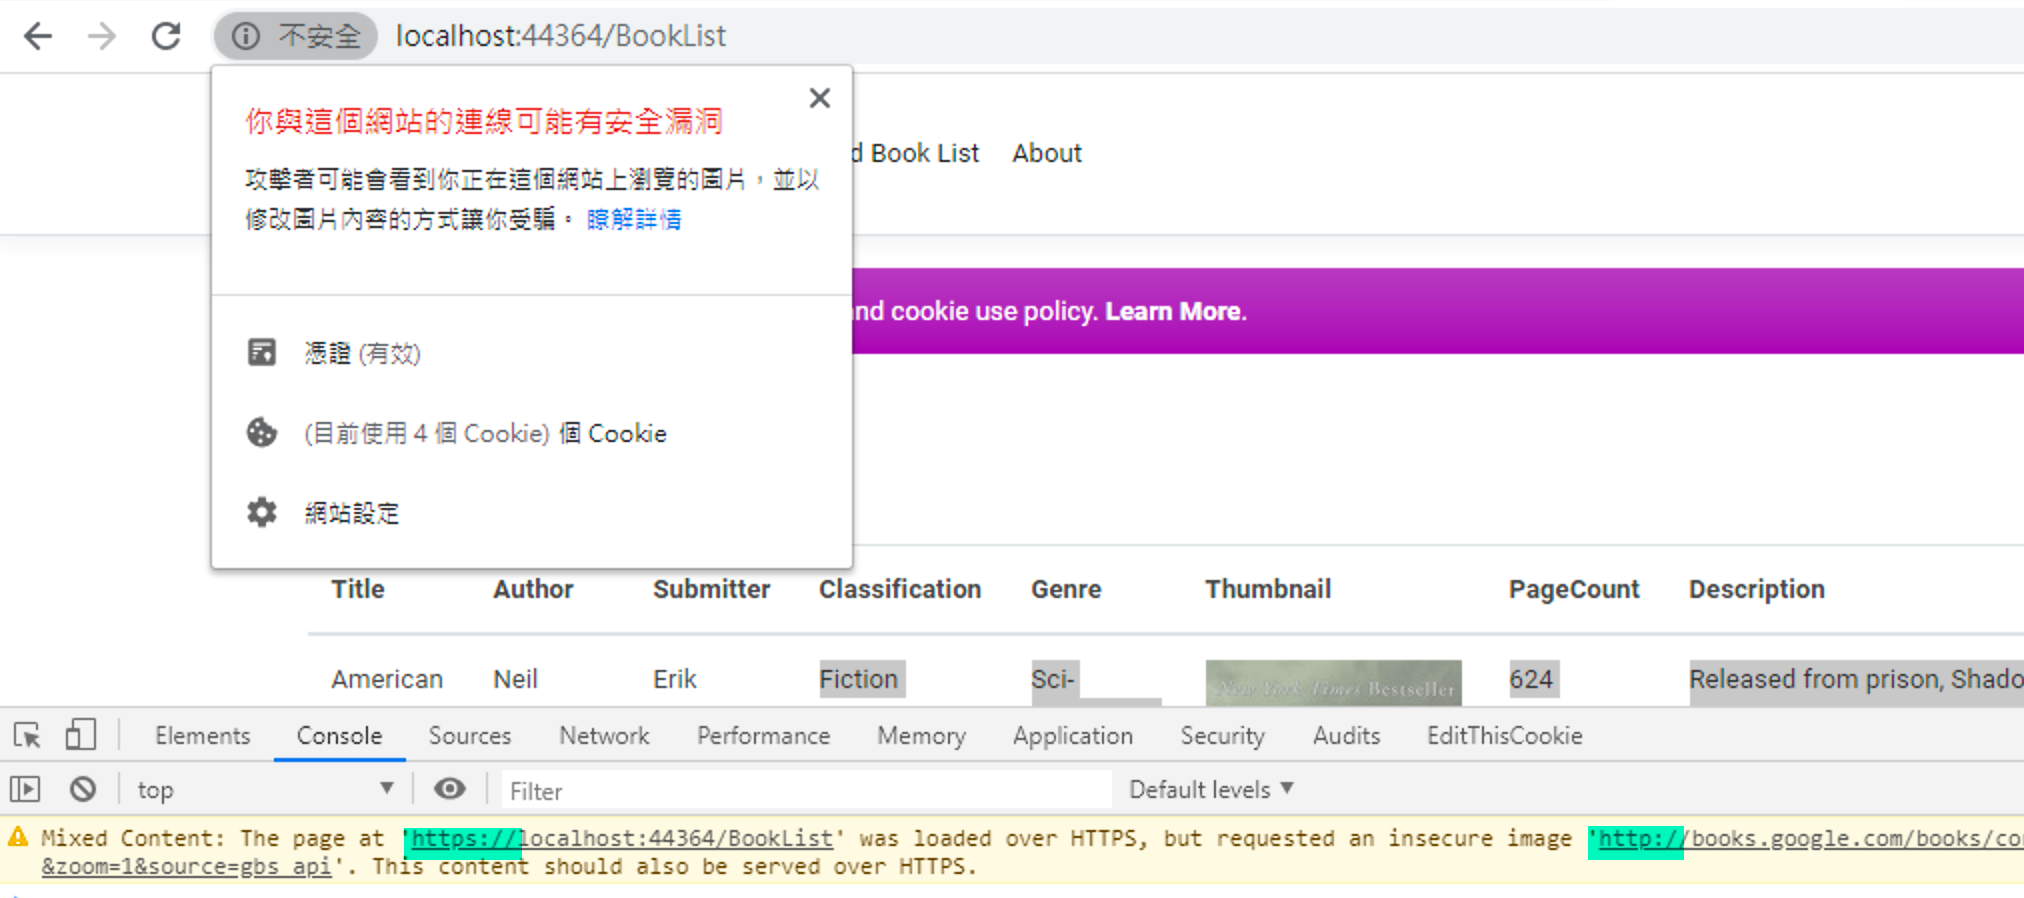 不安全 localhost:44364/BookList
你與這個網站的連線可能有安全漏洞
攻擊者可能會看到你正在這個網站上瀏覽的圖片，並以
修改圖片內容的方式讓你受騙。 瞭解詳情
d Book List About
nd cookie use policy. Learn More.
憑證 (有效)
(目前使用 4 個 Cookie) 個 Cookie
網站設定
Title Author Submitter Classification Genre Thumbnail PageCount Description
American Neil Erik Fiction Sci- New York Times Bestseller 624 Released from prison, Shado
Elements Console Sources Network Performance Memory Application Security Audits EditThisCookie
top Filter Default levels
Mixed Content: The page at 'https://localhost:44364/BookList' was loaded over HTTPS, but requested an insecure image 'http://books.google.com/books/co
&zoom=1&source=gbs_api'. This content should also be served over HTTPS.